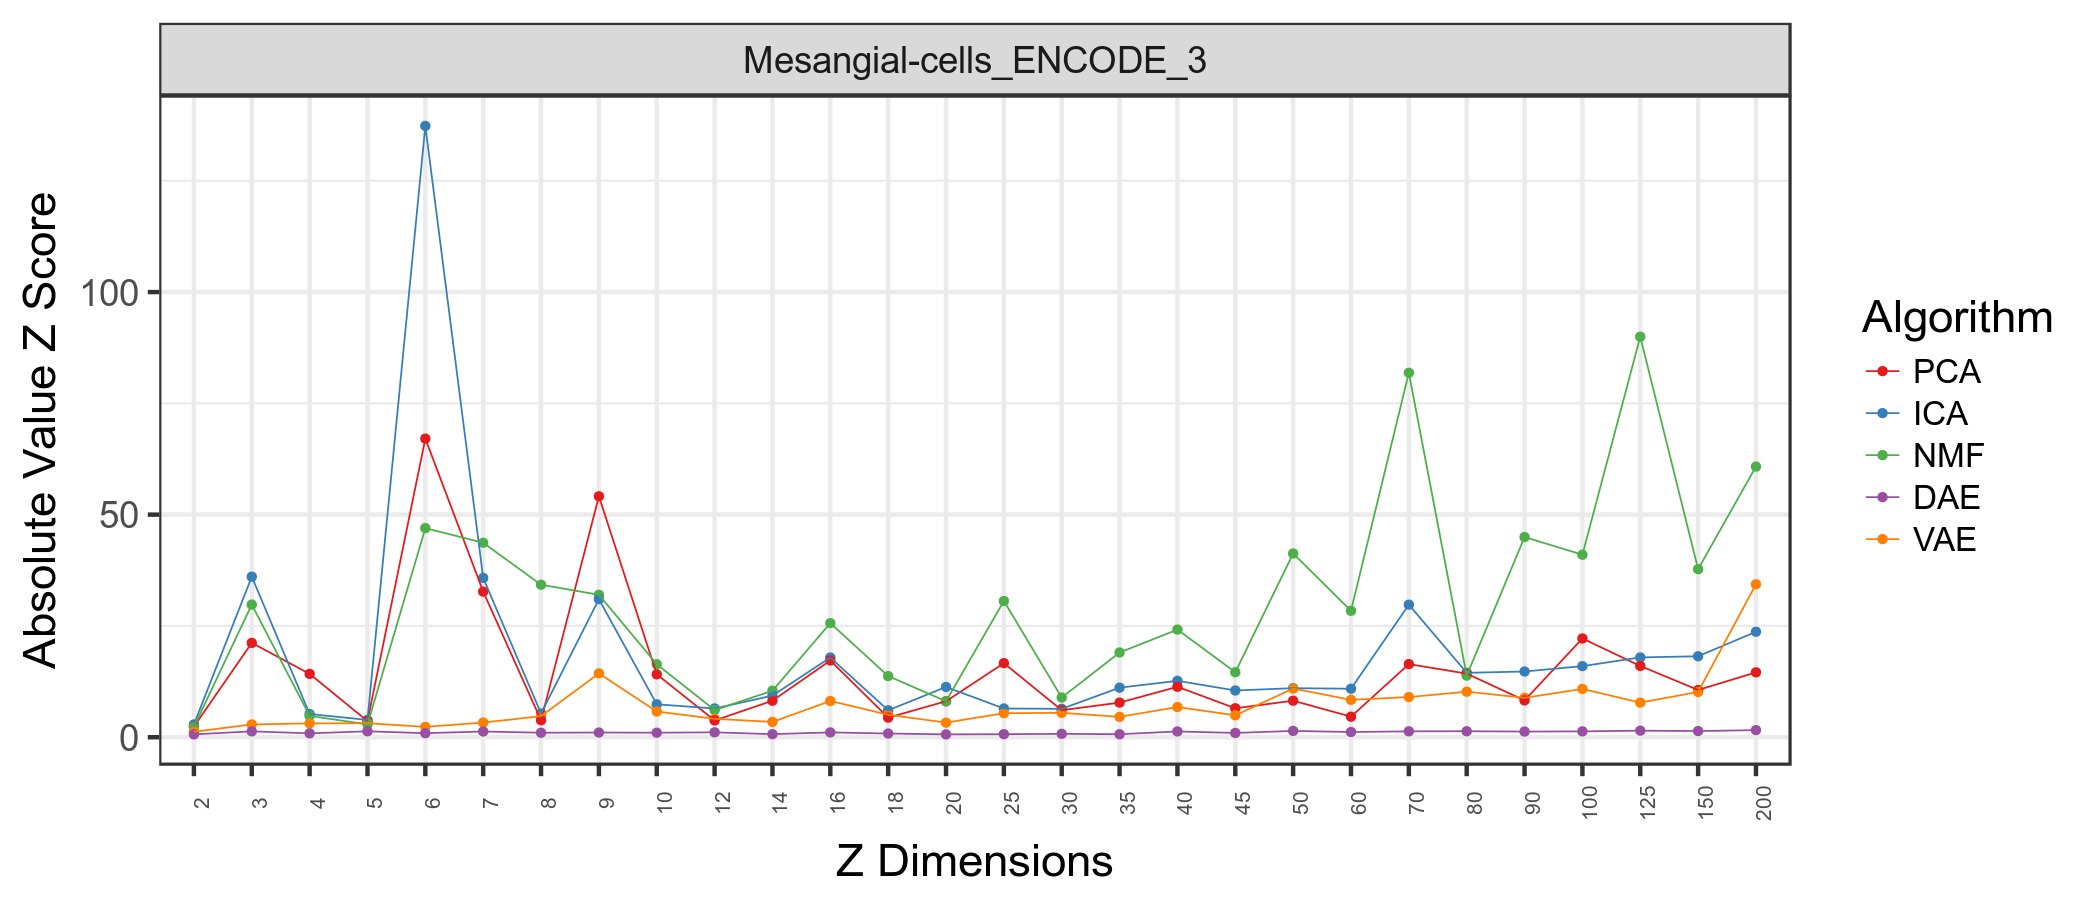 Mesangial-cells_ENCODE_3
Absolute Value Z Score
100
50
0
2 3 4 5 6 7 8 9 10 12 14 16 18 20 25 30 35 40 45 50 60 70 80 90 100 125 150 200
Z Dimensions
Algorithm
PCA
ICA
NMF
DAE
VAE